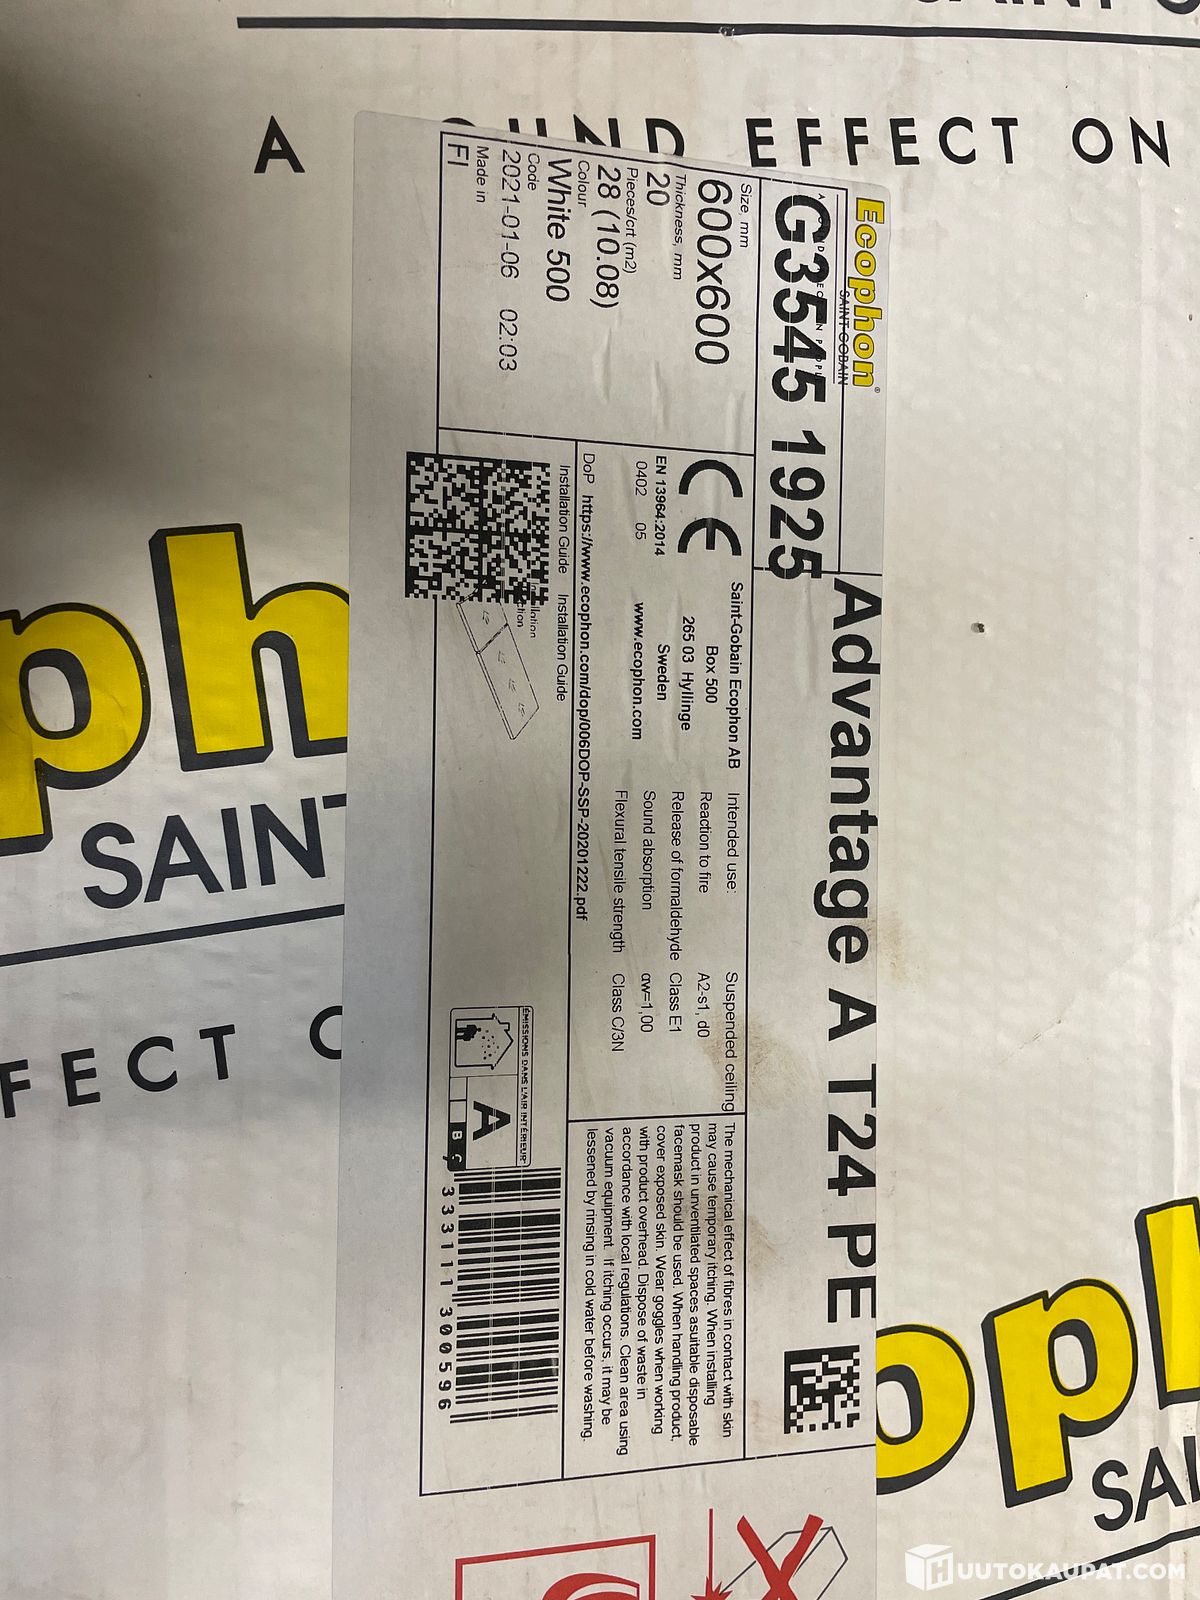 A
EFFECT ON
Ecophon®
SAINT-GOBAIN
G3545 1925
Advantage A T24 PE
Size, mm
600x600
Thickness, mm
20
Pieces/crt (m2)
28 (10.08)
Colour
White 500
Code
2021-01-06 02:03
Made in
FI
CE
EN 13964:2014
0402 05
Saint-Gobain Ecophon AB
Box 500
265 03 Hyllinge
Sweden
www.ecophon.com
Intended use: Suspended ceiling
Reaction to fire A2-s1, d0
Release of formaldehyde Class E1
Sound absorption αw=1,00
Flexural tensile strength Class C/3N
DoP https://www.ecophon.com/dop/006DOP-SSP-20201222.pdf
Installation Guide Installation Guide
The mechanical effect of fibres in contact with skin
may cause temporary itching. When installing
product in unventilated spaces asuitable disposable
facemask should be used. When handling product,
cover exposed skin. Wear goggles when working
with product overhead. Dispose of waste in
accordance with local regulations. Clean area using
vacuum equipment. If itching occurs, it may be
lessened by rinsing in cold water before washing.
ÉMISSIONS DANS L'AIR INTÉRIEUR*
A
B C
333111 300596
ph
SAINT
FECT O
oph
SAI
HUUTOKAUPAT.COM